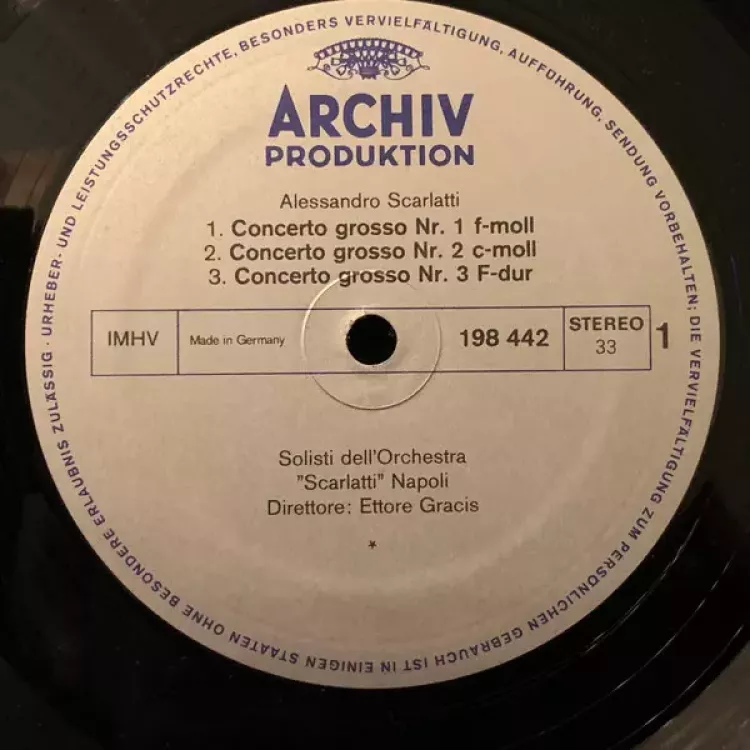 URHEBER- UND LEISTUNGSSCHUTZRECHTE, BESONDERS VERVIELFÄLTIGUNG, AUFFÜHRUNG, SENDUNG VORBEHALTEN; DIE VERVIELFÄLTIGUNG ZUM PERSÖNLICHEN GEBRAUCH IST IN EINIGEN STAATEN OHNE BESONDERE ERLAUBNIS ZULÄSSIG ·
ARCHIV
PRODUKTION
Alessandro Scarlatti
1. Concerto grosso Nr. 1 f-moll
2. Concerto grosso Nr. 2 c-moll
3. Concerto grosso Nr. 3 F-dur
IMHV Made in Germany 198 442 STEREO 1
33
Solisti dell'Orchestra
"Scarlatti" Napoli
Direttore: Ettore Gracis
*